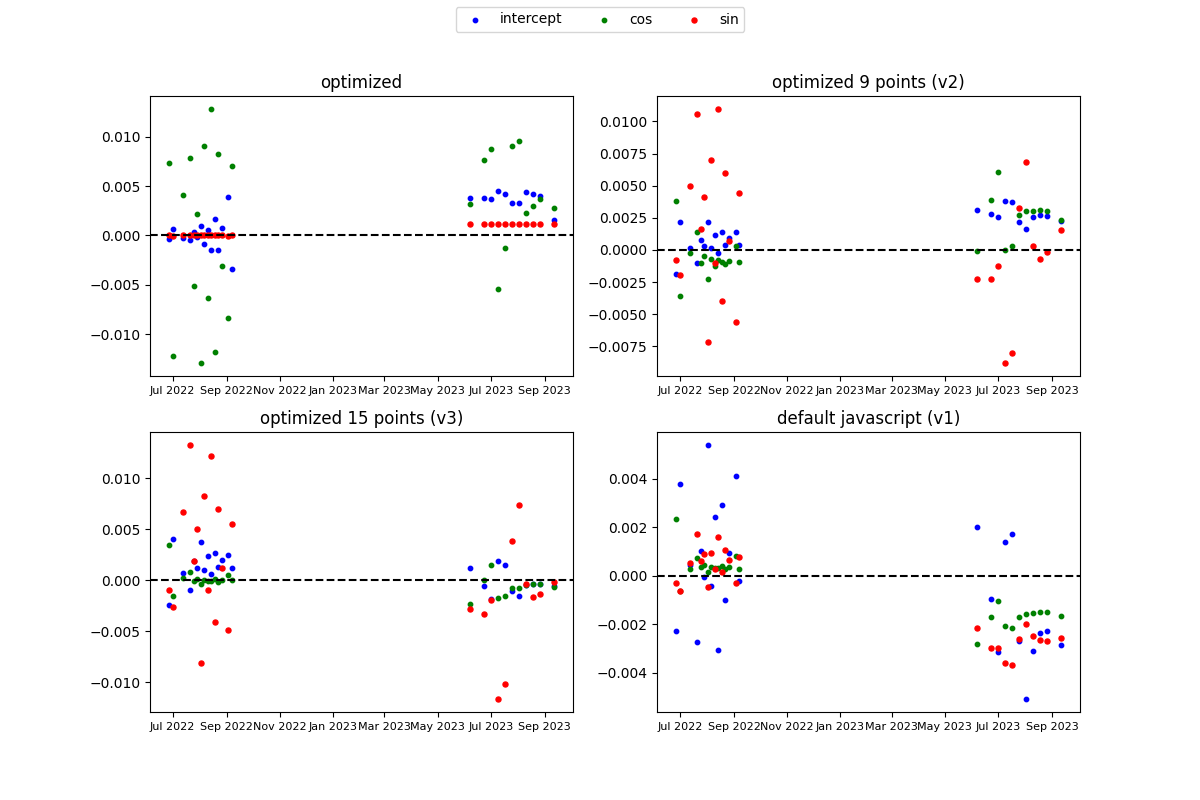 intercept cos sin
optimized
0.010
0.005
0.000
−0.005
−0.010
Jul 2022 Sep 2022 Nov 2022 Jan 2023 Mar 2023 May 2023 Jul 2023 Sep 2023
optimized 9 points (v2)
0.0100
0.0075
0.0050
0.0025
0.0000
−0.0025
−0.0050
−0.0075
Jul 2022 Sep 2022 Nov 2022 Jan 2023 Mar 2023 May 2023 Jul 2023 Sep 2023
optimized 15 points (v3)
0.010
0.005
0.000
−0.005
−0.010
Jul 2022 Sep 2022 Nov 2022 Jan 2023 Mar 2023 May 2023 Jul 2023 Sep 2023
default javascript (v1)
0.004
0.002
0.000
−0.002
−0.004
Jul 2022 Sep 2022 Nov 2022 Jan 2023 Mar 2023 May 2023 Jul 2023 Sep 2023